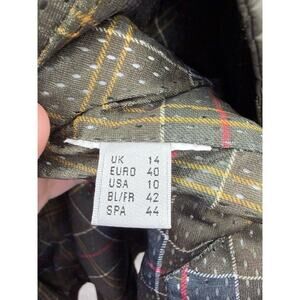 UK 14
EURO 40
USA 10
BL/FR 42
SPA 44